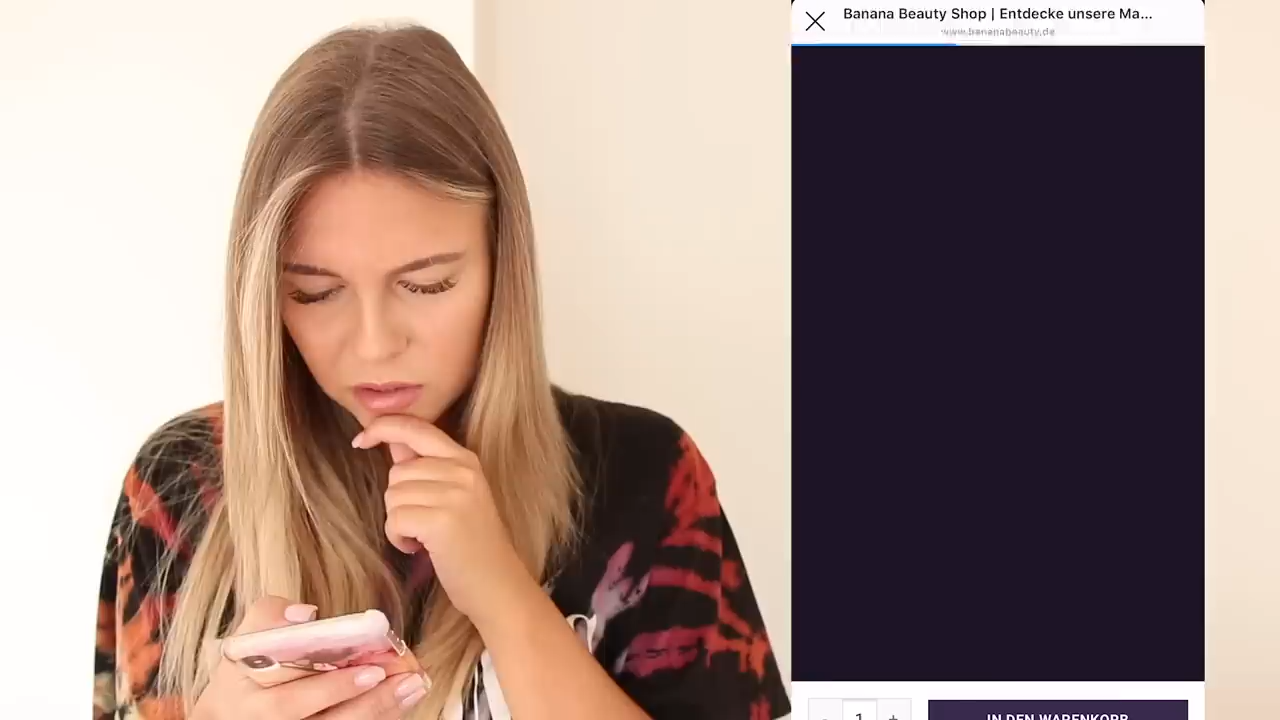 Banana Beauty Shop | Entdecke unsere Ma...
www.bananabeauty.de
- 1 +
IN DEN WARENKORB